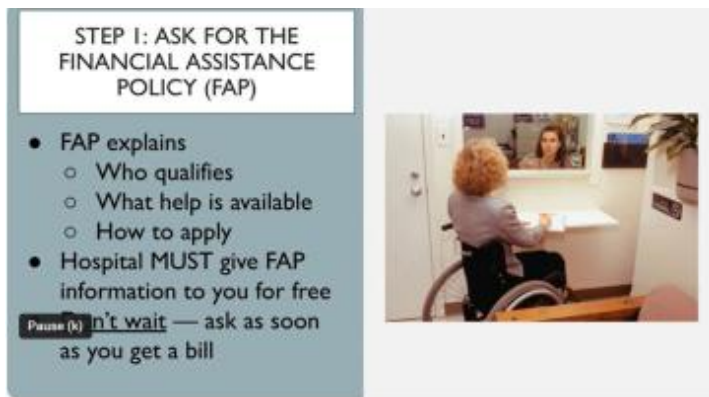 STEP 1: ASK FOR THE
FINANCIAL ASSISTANCE
POLICY (FAP)
● FAP explains
○ Who qualifies
○ What help is available
○ How to apply
● Hospital MUST give FAP
information to you for free
Pause (k) n't wait — ask as soon
as you get a bill